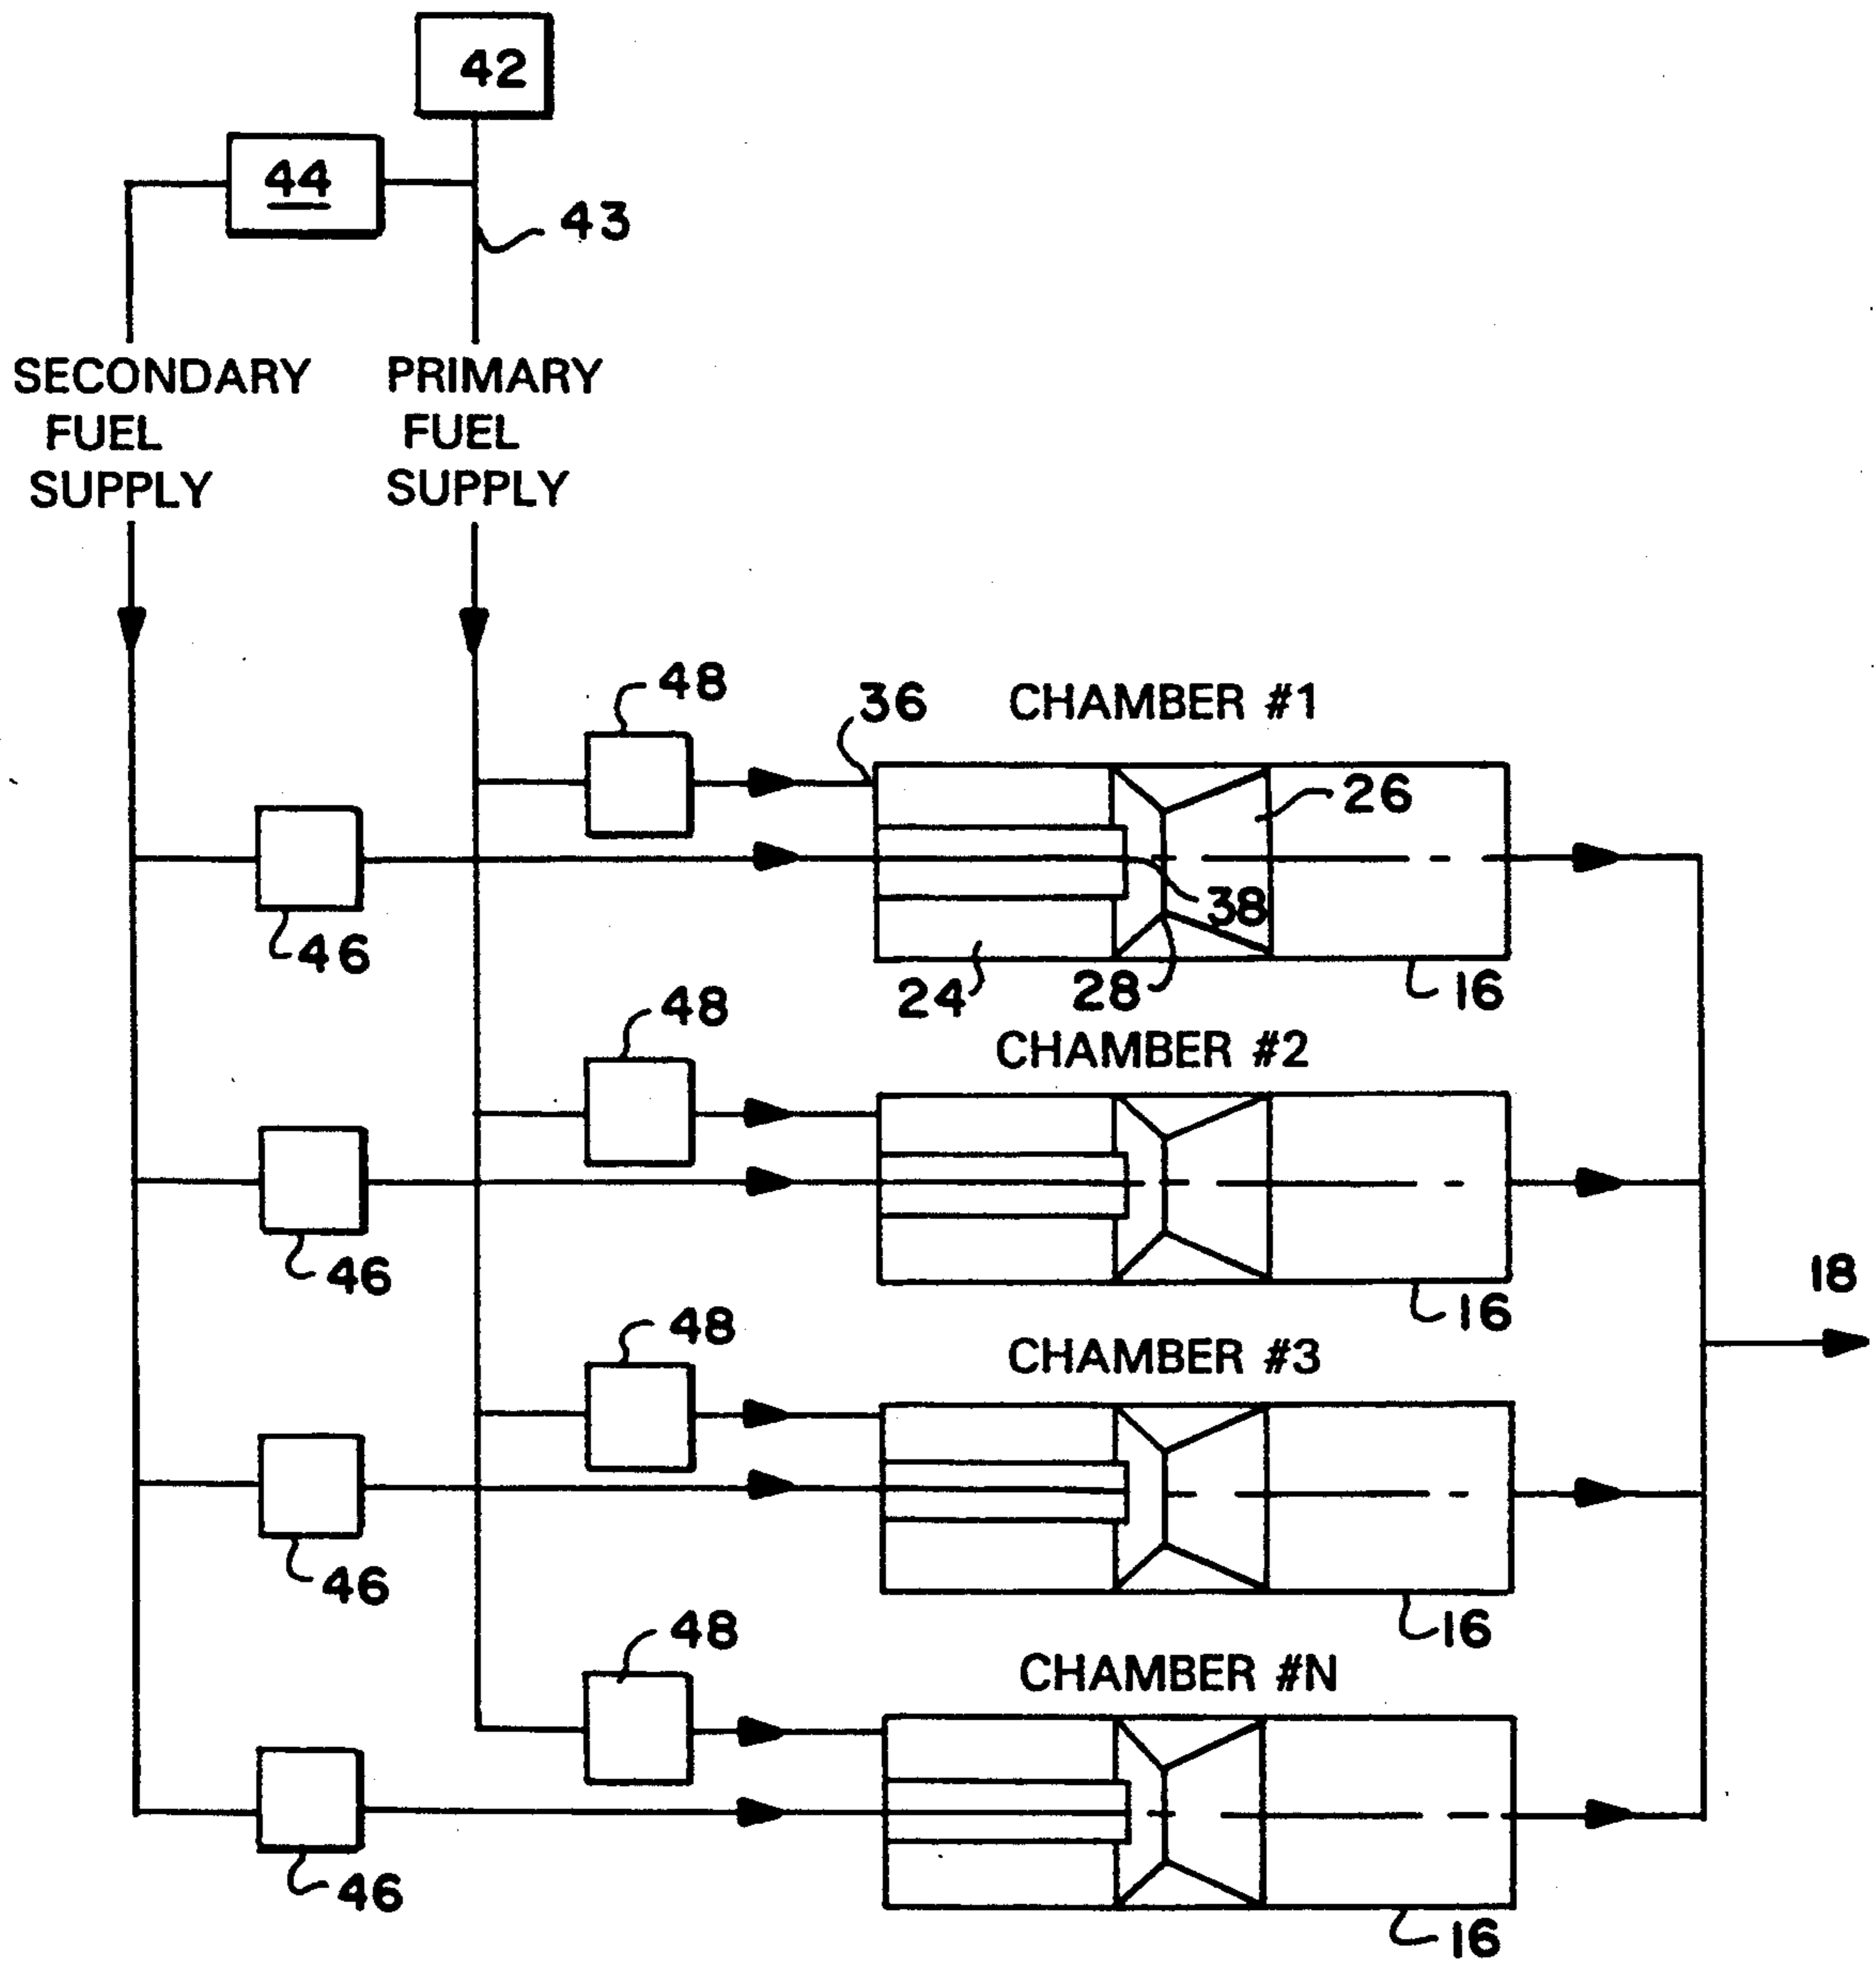 42
44
43
SECONDARY
FUEL
SUPPLY
PRIMARY
FUEL
SUPPLY
48
36
CHAMBER #1
26
38
46
24
28
16
48
CHAMBER #2
46
16
18
48
CHAMBER #3
46
16
48
CHAMBER #N
46
16